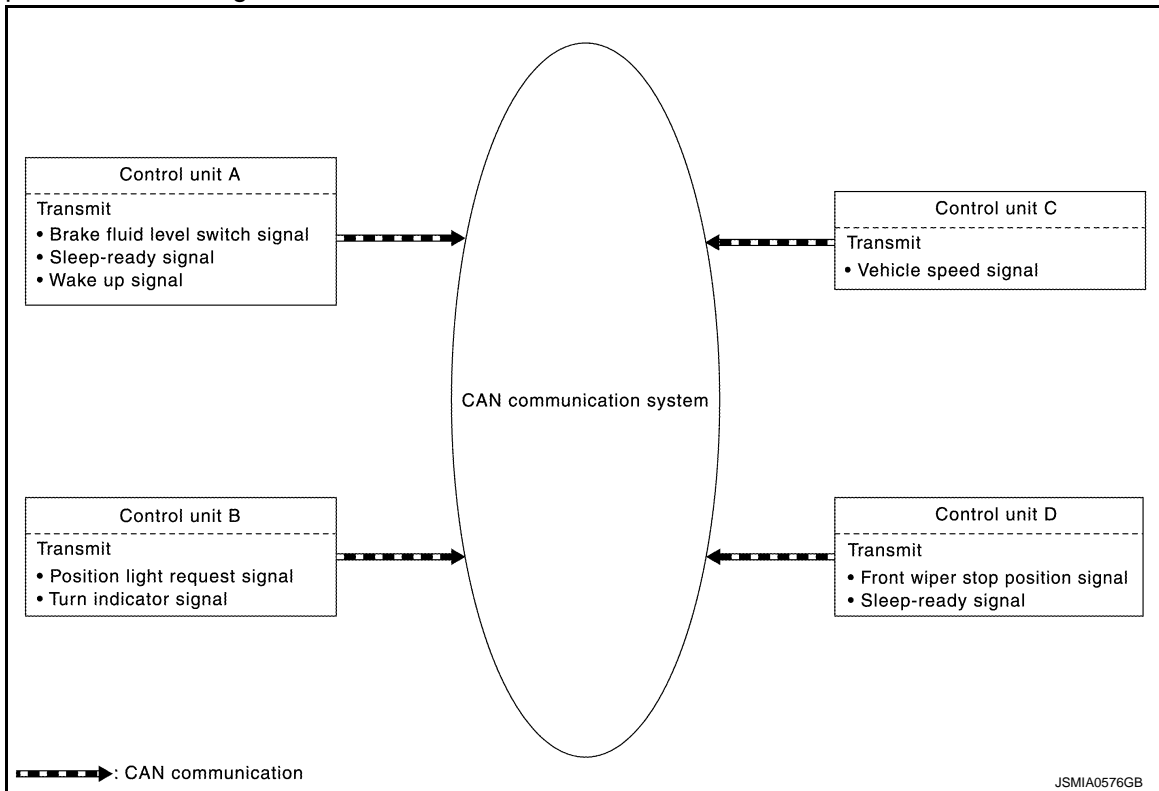 Control unit A
Transmit
• Brake fluid level switch signal
• Sleep-ready signal
• Wake up signal
Control unit C
Transmit
• Vehicle speed signal
CAN communication system
Control unit B
Transmit
• Position light request signal
• Turn indicator signal
Control unit D
Transmit
• Front wiper stop position signal
• Sleep-ready signal
: CAN communication
JSMIA0576GB